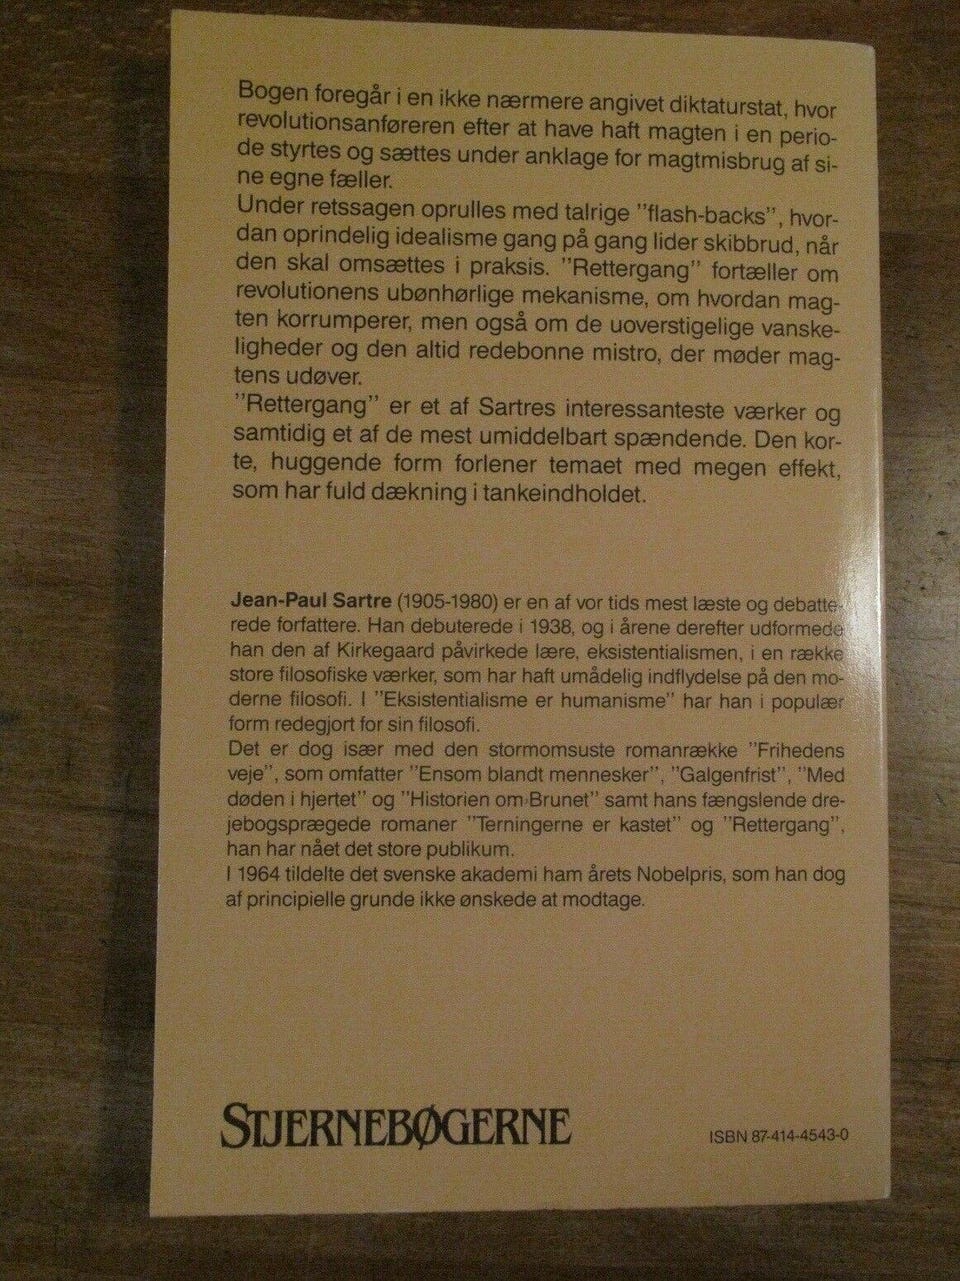 Bogen foregår i en ikke nærmere angivet diktaturstat, hvor
revolutionsanføreren efter at have haft magten i en perio-
de styrtes og sættes under anklage for magtmisbrug af si-
ne egne fæller.
Under retssagen oprulles med talrige "flash-backs", hvor-
dan oprindelig idealisme gang på gang lider skibbrud, når
den skal omsættes i praksis. "Rettergang" fortæller om
revolutionens ubønhørlige mekanisme, om hvordan mag-
ten korrumperer, men også om de uoverstigelige vanske-
ligheder og den altid redebonne mistro, der møder mag-
tens udøver.
"Rettergang" er et af Sartres interessanteste værker og
samtidig et af de mest umiddelbart spændende. Den kor-
te, huggende form forlener temaet med megen effekt,
som har fuld dækning i tankeindholdet.
Jean-Paul Sartre (1905-1980) er en af vor tids mest læste og debatte-
rede forfattere. Han debuterede i 1938, og i årene derefter udformede
han den af Kirkegaard påvirkede lære, eksistentialismen, i en række
store filosofiske værker, som har haft umådelig indflydelse på den mo-
derne filosofi. I "Eksistentialisme er humanisme" har han i populær
form redegjort for sin filosofi.
Det er dog især med den stormomsuste romanrække "Frihedens
veje", som omfatter "Ensom blandt mennesker", "Galgenfrist", "Med
døden i hjertet" og "Historien om Brunet" samt hans fængslende dre-
jebogsprægede romaner "Terningerne er kastet" og "Rettergang",
han har nået det store publikum.
I 1964 tildelte det svenske akademi ham årets Nobelpris, som han dog
af principielle grunde ikke ønskede at modtage.
STJERNEBØGERNE
ISBN 87-414-4543-0